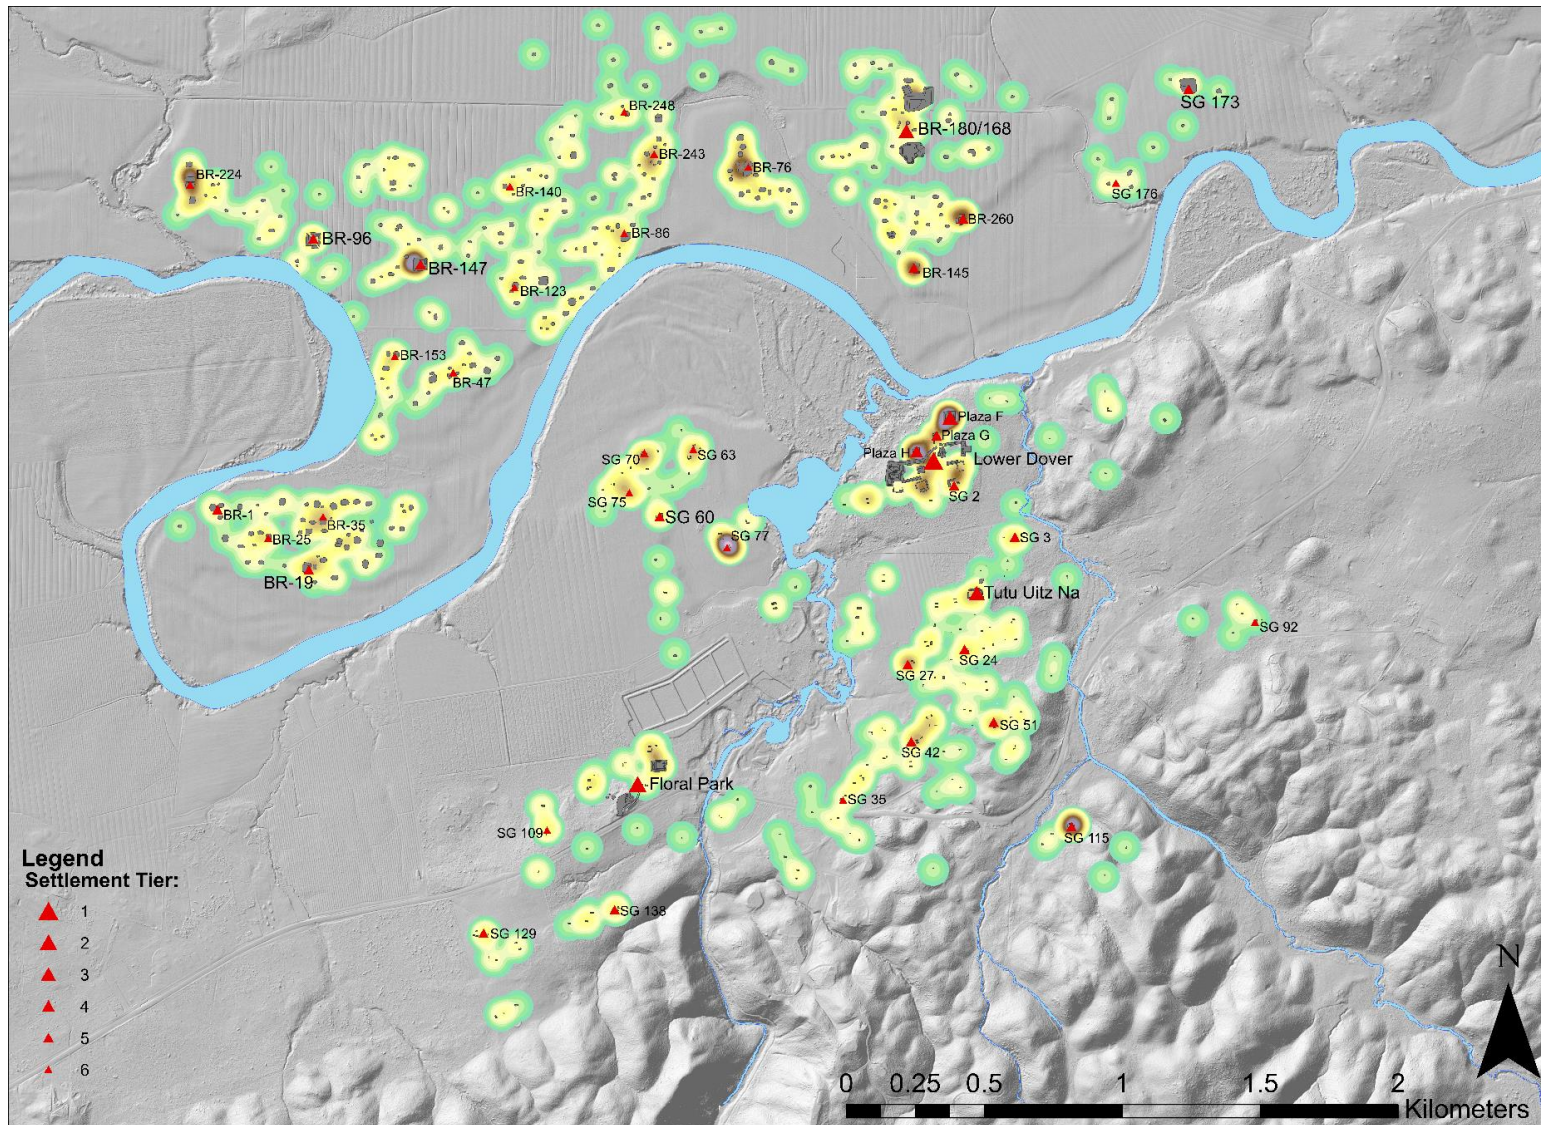 BR-248
SG 173
BR-180/168
BR-243
BR-76
BR-224
BR-140
SG 176
BR-260
BR-96
BR-86
BR-147
BR-145
BR-123
BR-153
BR-47
Plaza F
Plaza G
Plaza H
Lower Dover
SG 70
SG 63
SG 75
SG 2
BR-1
BR-35
SG 60
BR-25
SG 77
SG 3
BR-19
Tutu Uitz Na
SG 92
SG 24
SG 27
SG 51
SG 42
Floral Park
SG 35
SG 109
SG 115
SG 138
SG 129
Legend
Settlement Tier:
1
2
3
4
5
6
N
0 0.25 0.5 1 1.5 2
Kilometers